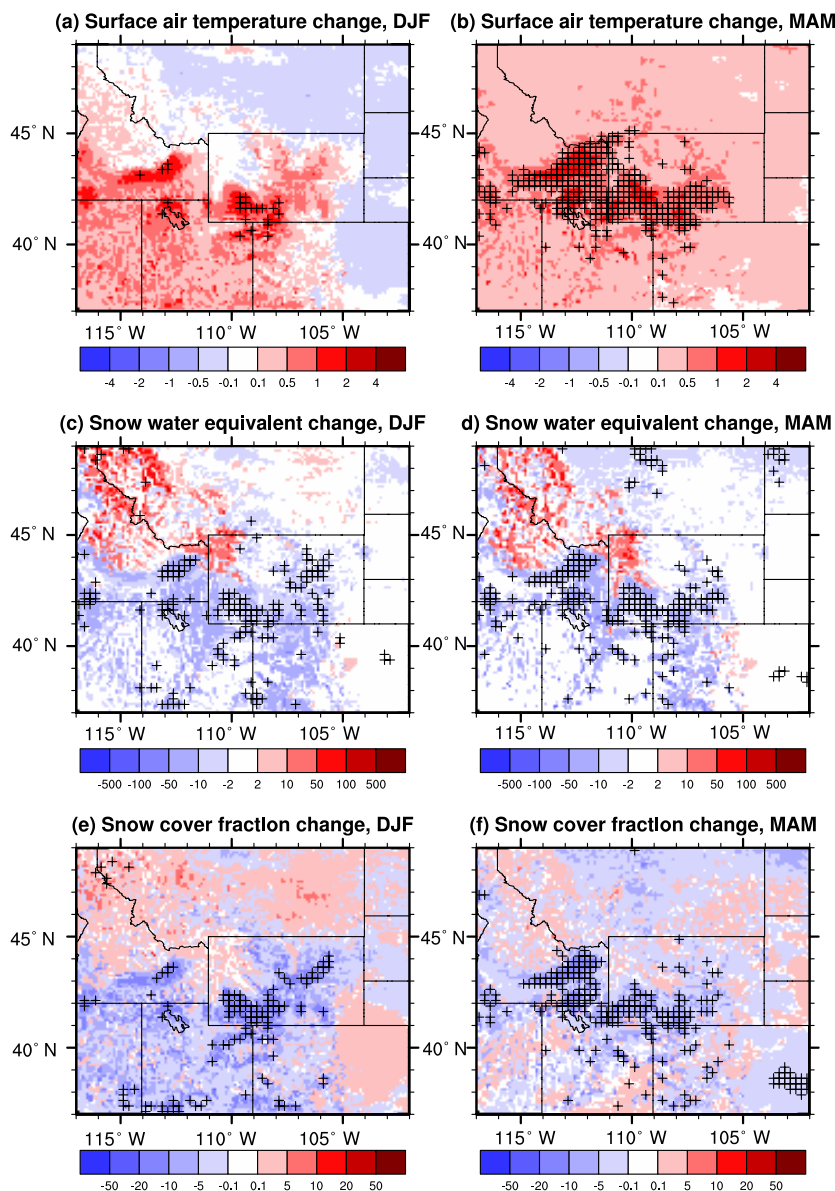 (a) Surface air temperature change, DJF
(b) Surface air temperature change, MAM
45° N
40° N
115° W 110° W 105° W
-4 -2 -1 -0.5 -0.1 0.1 0.5 1 2 4
45° N
40° N
115° W 110° W 105° W
-4 -2 -1 -0.5 -0.1 0.1 0.5 1 2 4
(c) Snow water equivalent change, DJF
d) Snow water equivalent change, MAM
45° N
40° N
115° W 110° W 105° W
-500 -100 -50 -10 -2 2 10 50 100 500
45° N
40° N
115° W 110° W 105° W
-500 -100 -50 -10 -2 2 10 50 100 500
(e) Snow cover fraction change, DJF
(f) Snow cover fraction change, MAM
45° N
40° N
115° W 110° W 105° W
-50 -20 -10 -5 -0.1 0.1 5 10 20 50
45° N
40° N
115° W 110° W 105° W
-50 -20 -10 -5 -0.1 0.1 5 10 20 50